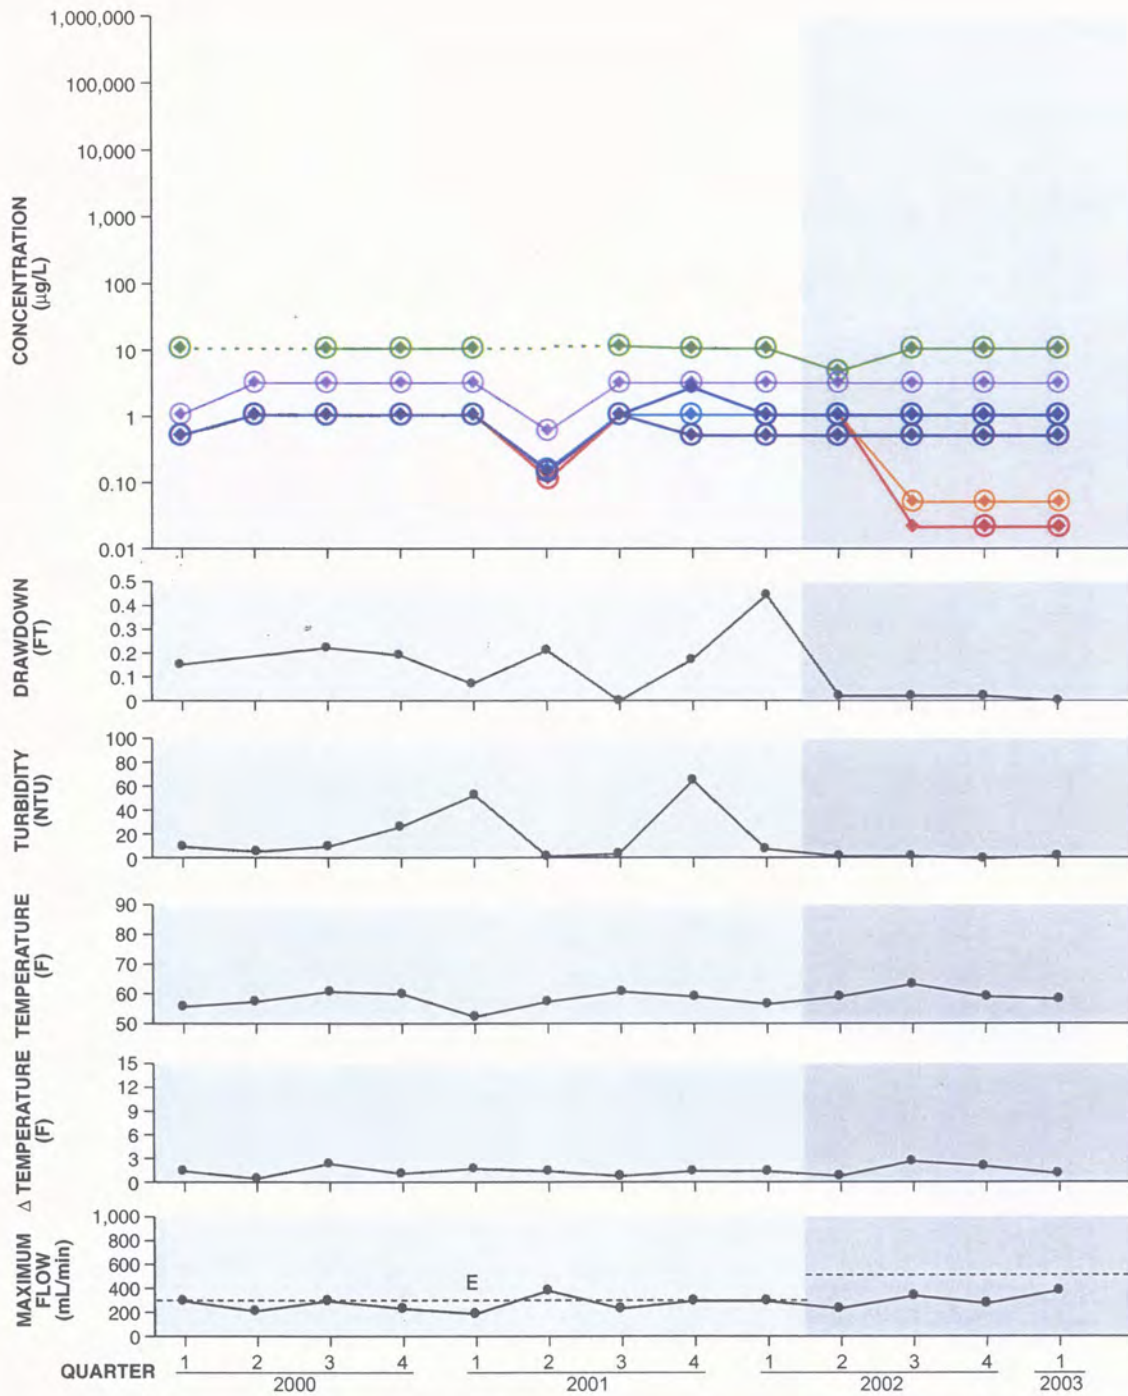 CONCENTRATION
(µg/L)
1,000,000
100,000
10,000
1,000
100
10
1
0.10
0.01
DRAWDOWN
(FT)
0.5
0.4
0.3
0.2
0.1
0
TURBIDITY
(NTU)
100
80
60
40
20
0
TEMPERATURE
(F)
90
80
70
60
50
Δ TEMPERATURE
(F)
15
12
9
6
3
0
MAXIMUM
FLOW
(mL/min)
1,000
800
600
400
200
0
E
QUARTER 1 2 3 4 1 2 3 4 1 2 3 4 1
2000 2001 2002 2003